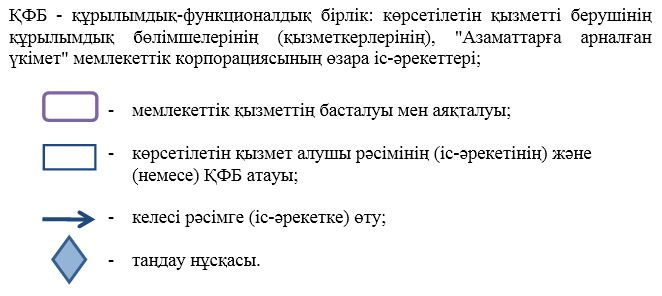 ҚФБ - құрылымдық-функционалдық бірлік: көрсетілетін қызметті берушінің
құрылымдық бөлімшелерінің (қызметкерлерінің), "Азаматтарға арналған
үкімет" мемлекеттік корпорациясының өзара іс-әрекеттері;
- мемлекеттік қызметтің басталуы мен аяқталуы;
- көрсетілетін қызмет алушы рәсімінің (іс-әрекетінің) және
(немесе) ҚФБ атауы;
- келесі рәсімге (іс-әрекетке) өту;
- таңдау нұсқасы.